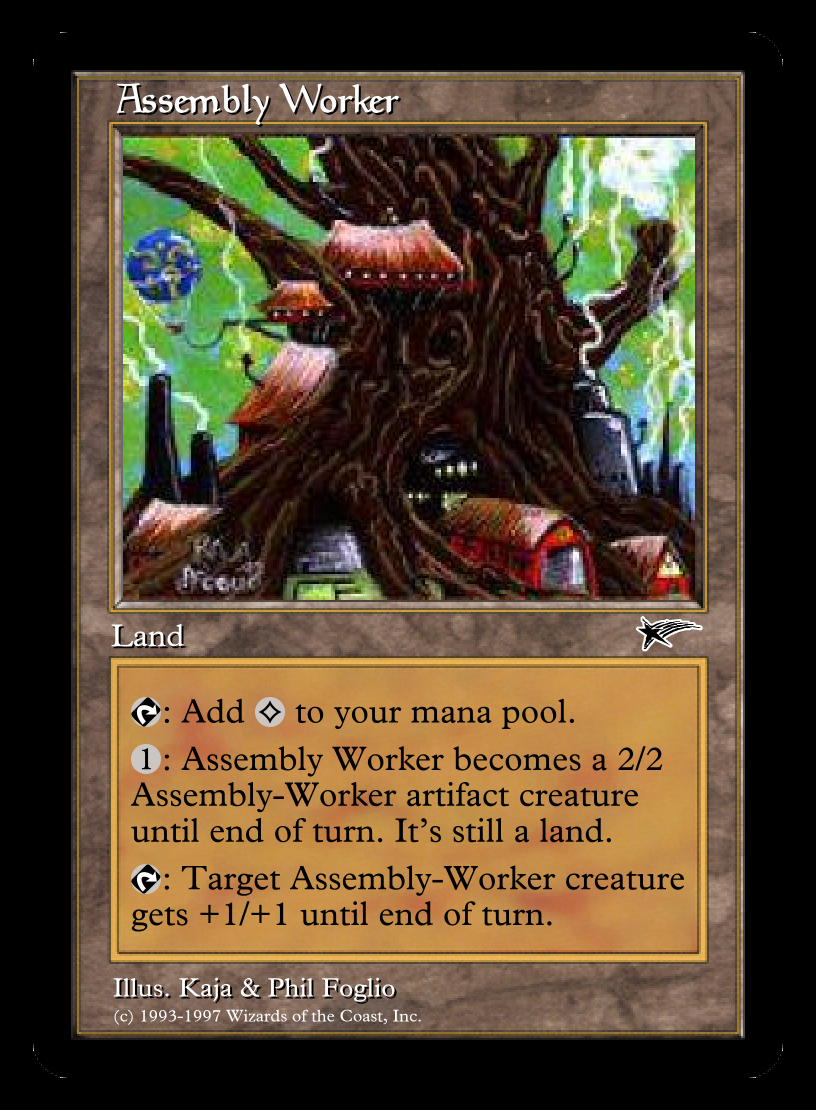 Assembly Worker
Land
: Add to your mana pool.
1: Assembly Worker becomes a 2/2
Assembly-Worker artifact creature
until end of turn. It's still a land.
: Target Assembly-Worker creature
gets +1/+1 until end of turn.
Illus. Kaja & Phil Foglio
(c) 1993-1997 Wizards of the Coast, Inc.